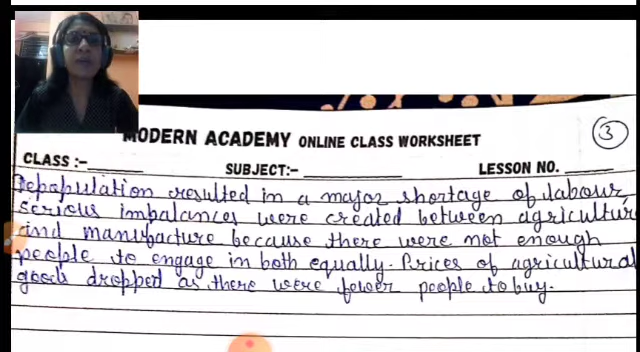 MODERN ACADEMY ONLINE CLASS WORKSHEET
3
CLASS :- SUBJECT:- LESSON NO.
Depopulation resulted in a major shortage of labour,
serious imbalances were created between agriculture
and manufacture because there were not enough
people to engage in both equally. Prices of agricultural
goods dropped as there were fewer people to buy.